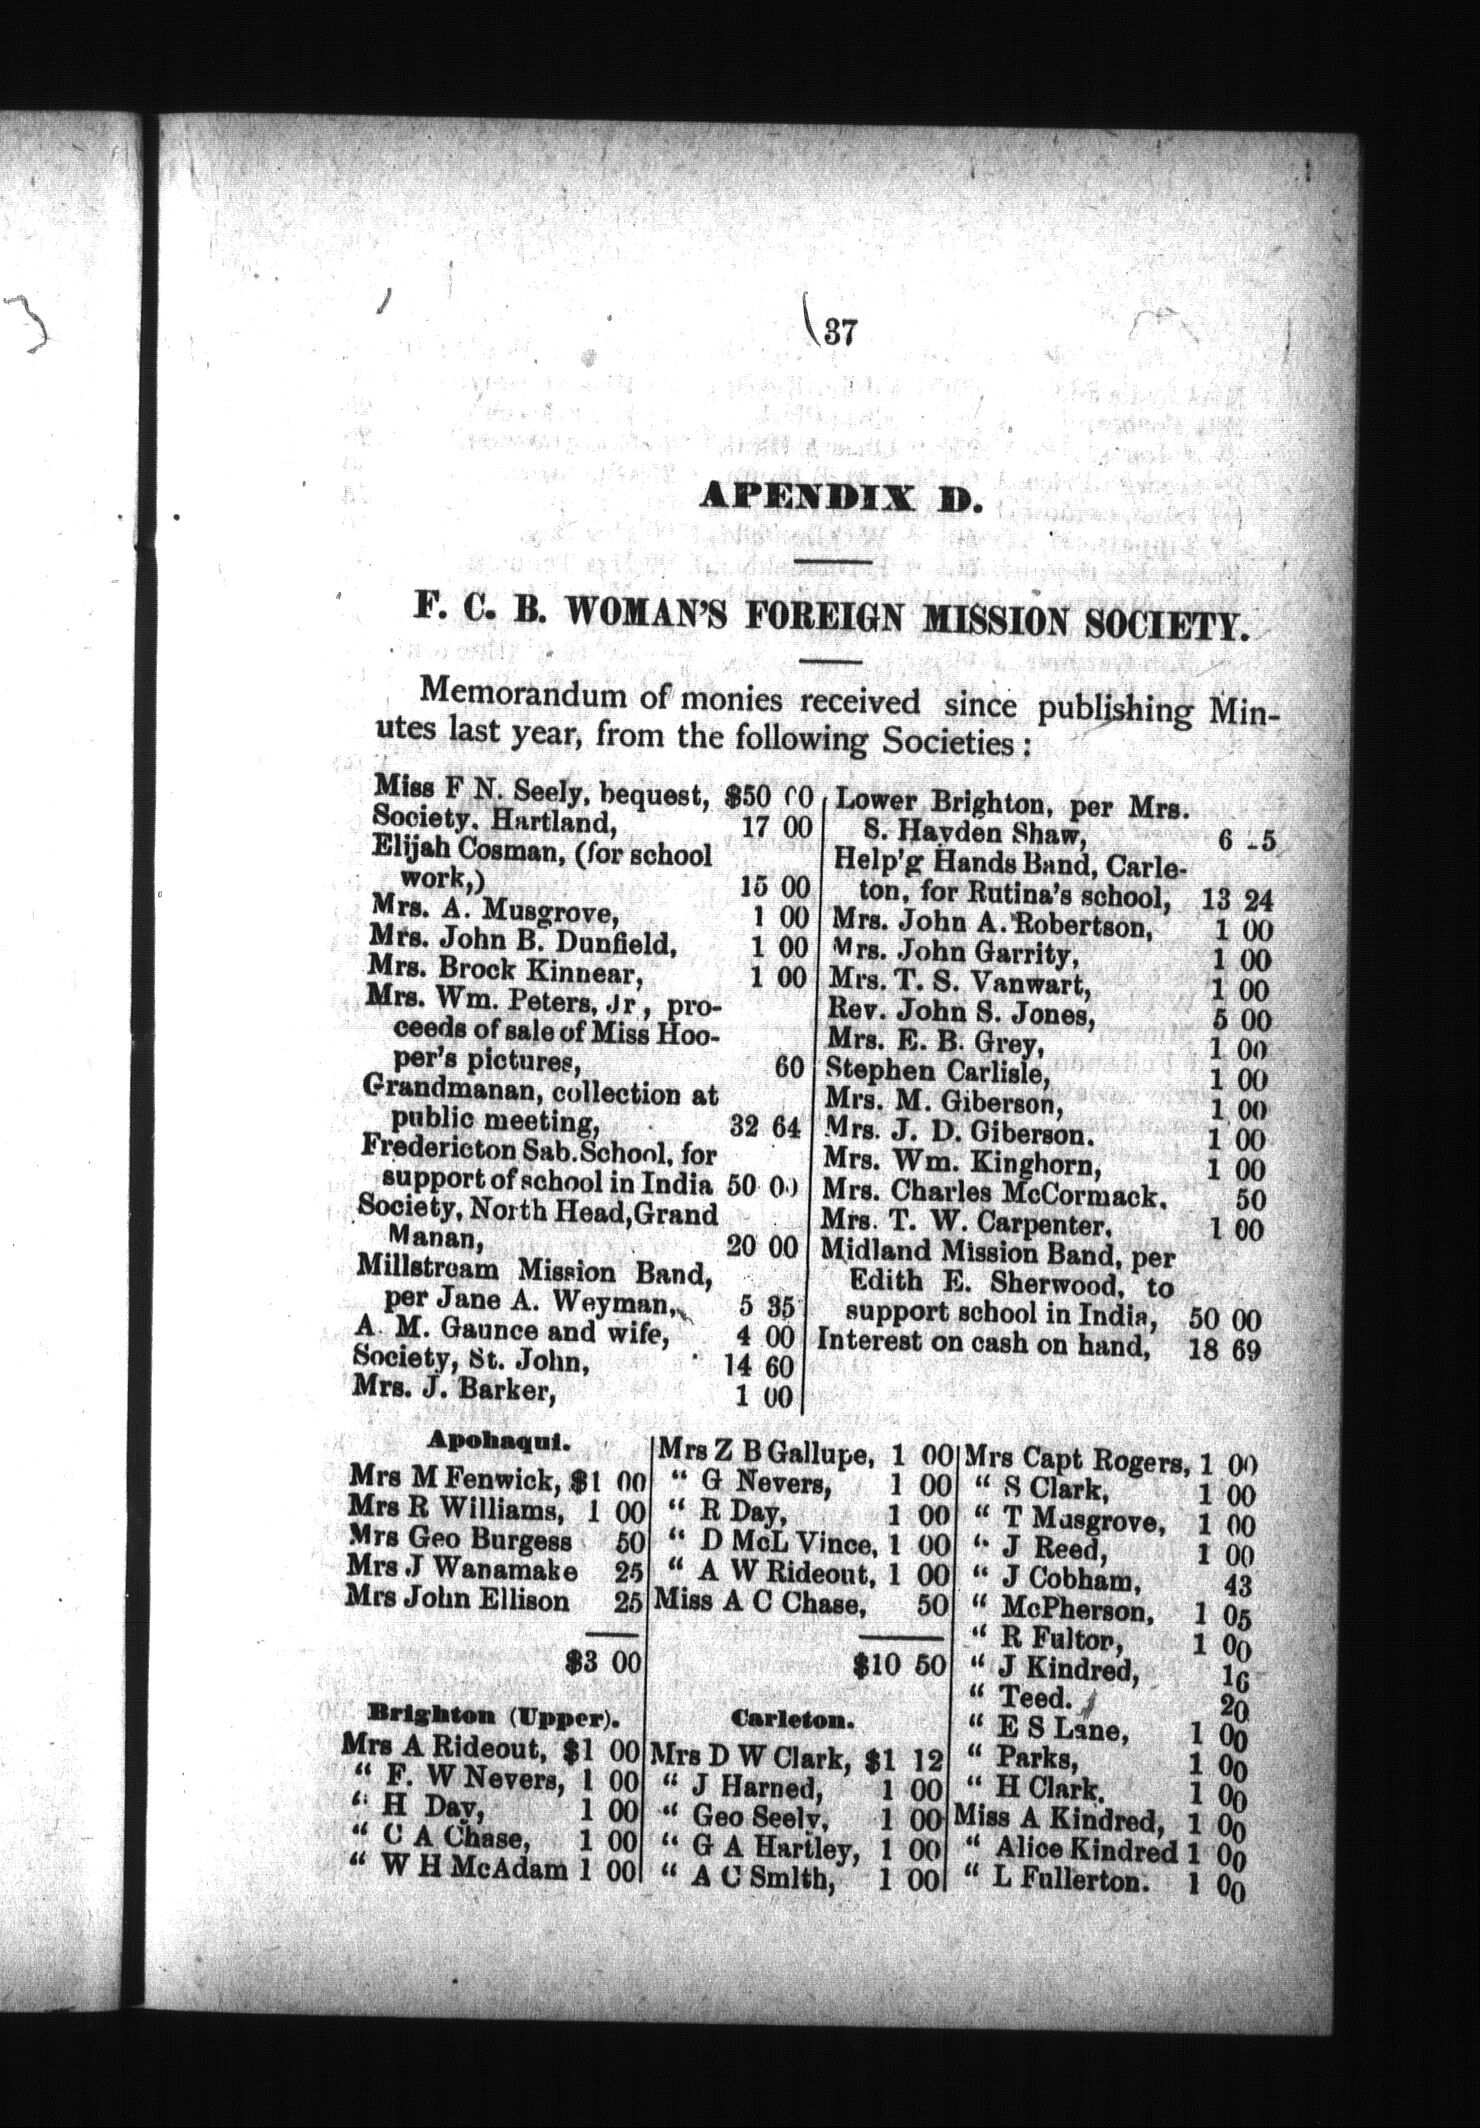 37
APENDIX D.
F. C. B. WOMAN'S FOREIGN MISSION SOCIETY.
Memorandum of monies received since publishing Min-
utes last year, from the following Societies:
Miss F N. Seely, bequest, $50 00
Society, Hartland, 17 00
Elijah Cosman, (for school
work,) 15 00
Mrs. A. Musgrove, 1 00
Mrs. John B. Dunfield, 1 00
Mrs. Brock Kinnear, 1 00
Mrs. Wm. Peters, Jr, pro-
ceeds of sale of Miss Hoo-
per's pictures, 60
Grandmanan, collection at
public meeting, 32 64
Fredericton Sab. School, for
support of school in India 50 00
Society, North Head, Grand
Manan, 20 00
Millstream Mission Band,
per Jane A. Weyman, 5 35
A. M. Gaunce and wife, 4 00
Society, St. John, 14 60
Mrs. J. Barker, 1 00
Lower Brighton, per Mrs.
S. Hayden Shaw, 6 5
Help'g Hands Band, Carle-
ton, for Rutina's school, 13 24
Mrs. John A. Robertson, 1 00
Mrs. John Garrity, 1 00
Mrs. T. S. Vanwart, 1 00
Rev. John S. Jones, 5 00
Mrs. E. B. Grey, 1 00
Stephen Carlisle, 1 00
Mrs. M. Giberson, 1 00
Mrs. J. D. Giberson. 1 00
Mrs. Wm. Kinghorn, 1 00
Mrs. Charles McCormack, 50
Mrs. T. W. Carpenter, 1 00
Midland Mission Band, per
Edith E. Sherwood, to
support school in India, 50 00
Interest on cash on hand, 18 69
Apohaqui.
Mrs M Fenwick, $1 00
Mrs R Williams, 1 00
Mrs Geo Burgess 50
Mrs J Wanamake 25
Mrs John Ellison 25
$3 00
Brighton (Upper).
Mrs A Rideout, $1 00
" F. W Nevers, 1 00
" H Day, 1 00
" C A Chase, 1 00
" W H McAdam 1 00
Mrs Z B Gallupe, 1 00
" G Nevers, 1 00
" R Day, 1 00
" D McL Vince, 1 00
" A W Rideout, 1 00
Miss A C Chase, 50
$10 50
Carleton.
Mrs D W Clark, $1 12
" J Harned, 1 00
" Geo Seely, 1 00
" G A Hartley, 1 00
" A C Smith, 1 00
Mrs Capt Rogers, 1 00
" S Clark, 1 00
" T Musgrove, 1 00
" J Reed, 1 00
" J Cobham, 43
" McPherson, 1 05
" R Fulton, 1 00
" J Kindred, 16
" Teed. 20
" E S Lane, 1 00
" Parks, 1 00
" H Clark, 1 00
Miss A Kindred, 1 00
" Alice Kindred 1 00
" L Fullerton. 1 00